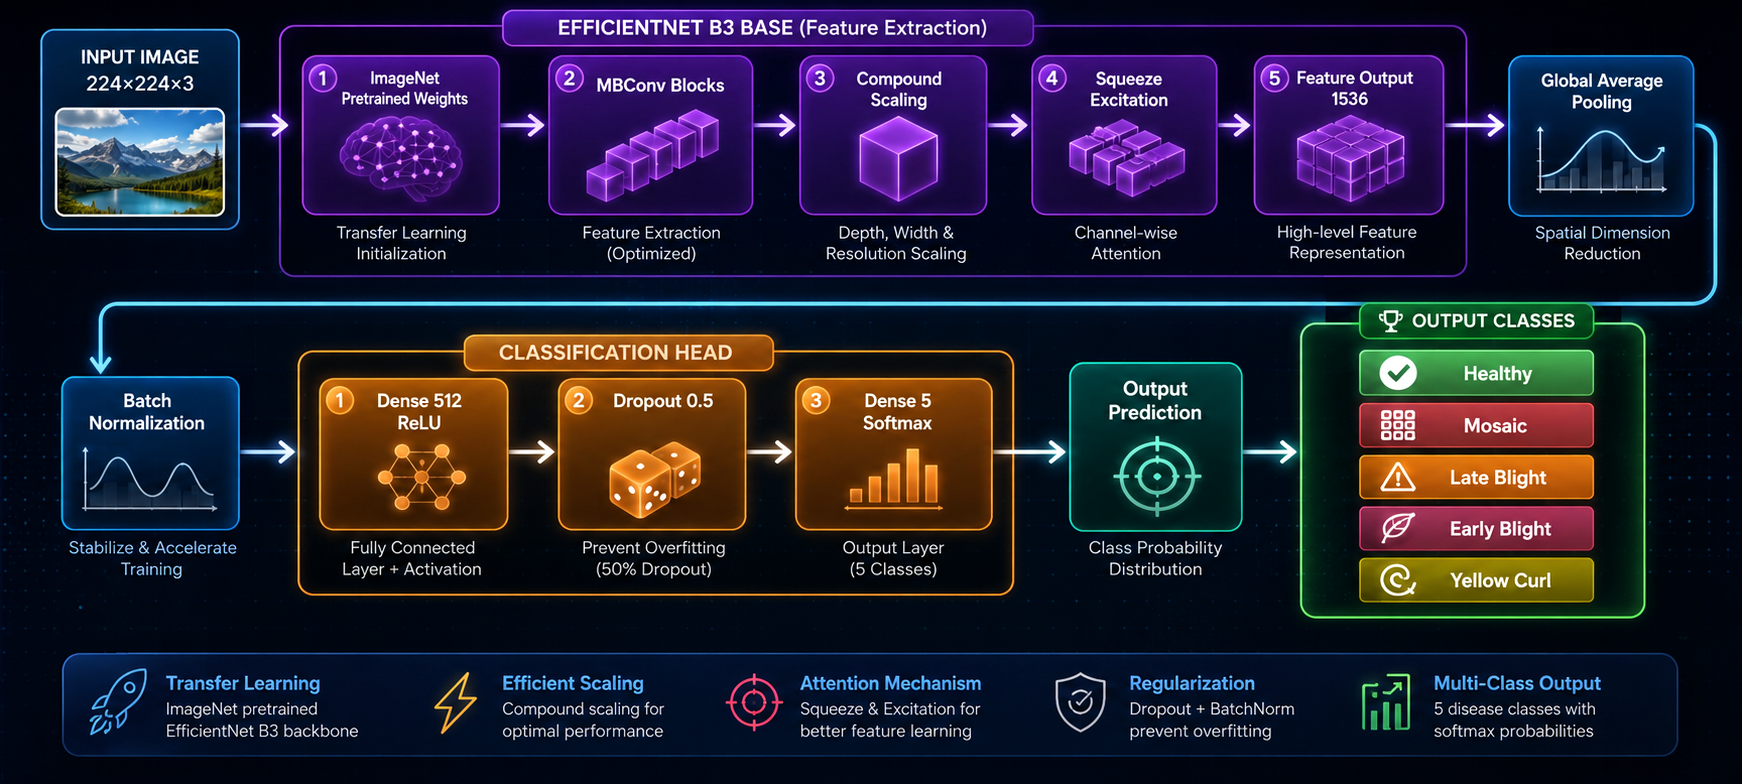 EFFICIENTNET B3 BASE (Feature Extraction)
INPUT IMAGE
224×224×3
1
ImageNet
Pretrained Weights
Transfer Learning
Initialization
2
MBConv Blocks
Feature Extraction
(Optimized)
3
Compound
Scaling
Depth, Width &
Resolution Scaling
4
Squeeze
Excitation
Channel-wise
Attention
5
Feature Output
1536
High-level Feature
Representation
Global Average
Pooling
Spatial Dimension
Reduction
Batch
Normalization
Stabilize & Accelerate
Training
CLASSIFICATION HEAD
1
Dense 512
ReLU
Fully Connected
Layer + Activation
2
Dropout 0.5
Prevent Overfitting
(50% Dropout)
3
Dense 5
Softmax
Output Layer
(5 Classes)
Output
Prediction
Class Probability
Distribution
OUTPUT CLASSES
Healthy
Mosaic
Late Blight
Early Blight
Yellow Curl
Transfer Learning
ImageNet pretrained
EfficientNet B3 backbone
Efficient Scaling
Compound scaling for
optimal performance
Attention Mechanism
Squeeze & Excitation for
better feature learning
Regularization
Dropout + BatchNorm
prevent overfitting
Multi-Class Output
5 disease classes with
softmax probabilities